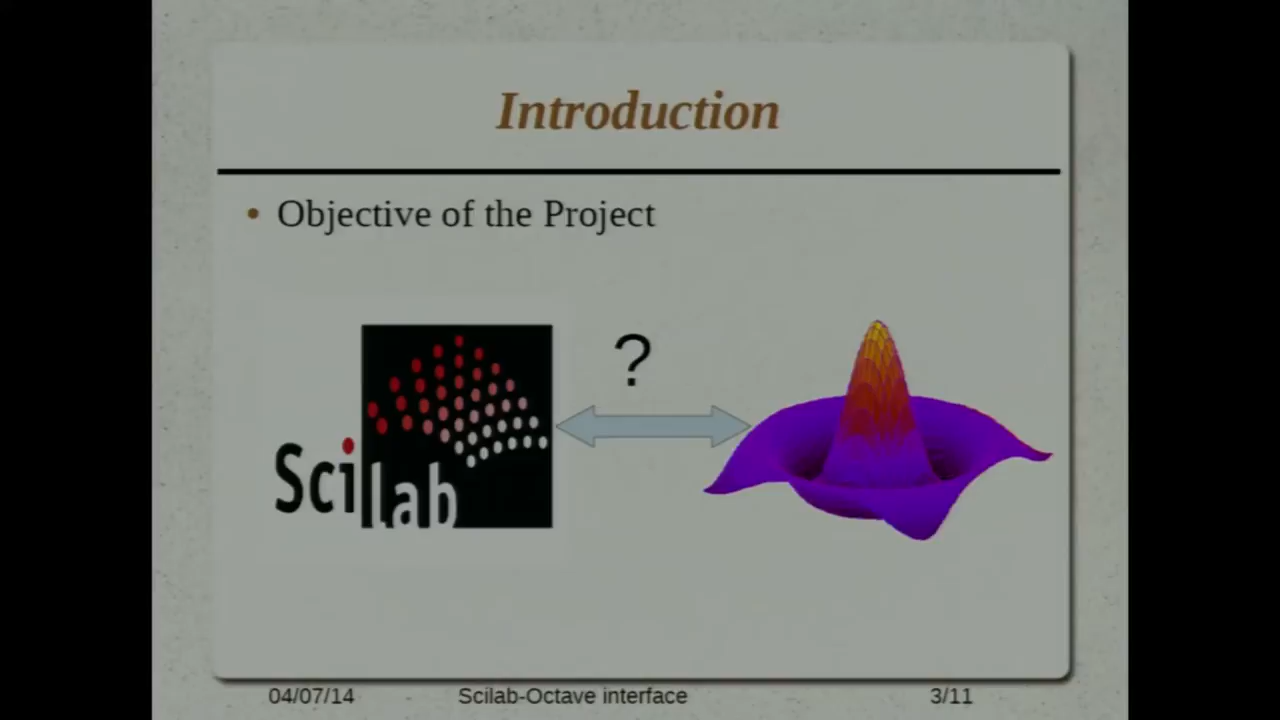 Introduction
• Objective of the Project
?
Scilab
04/07/14
Scilab-Octave interface
3/11